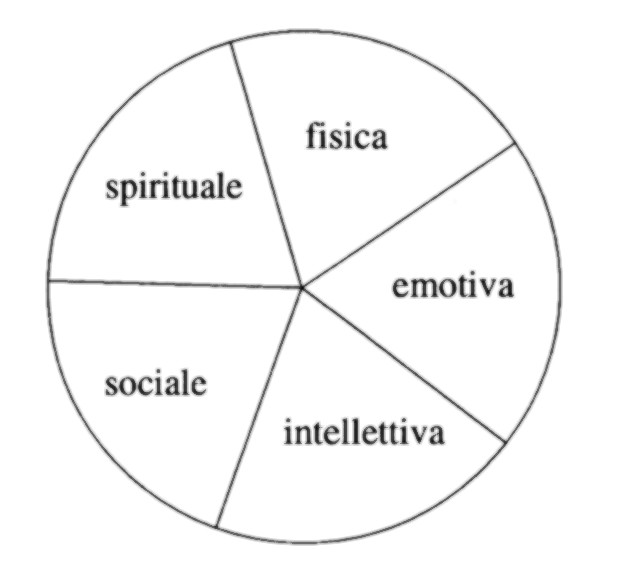 fisica
spirituale
emotiva
sociale
intellettiva